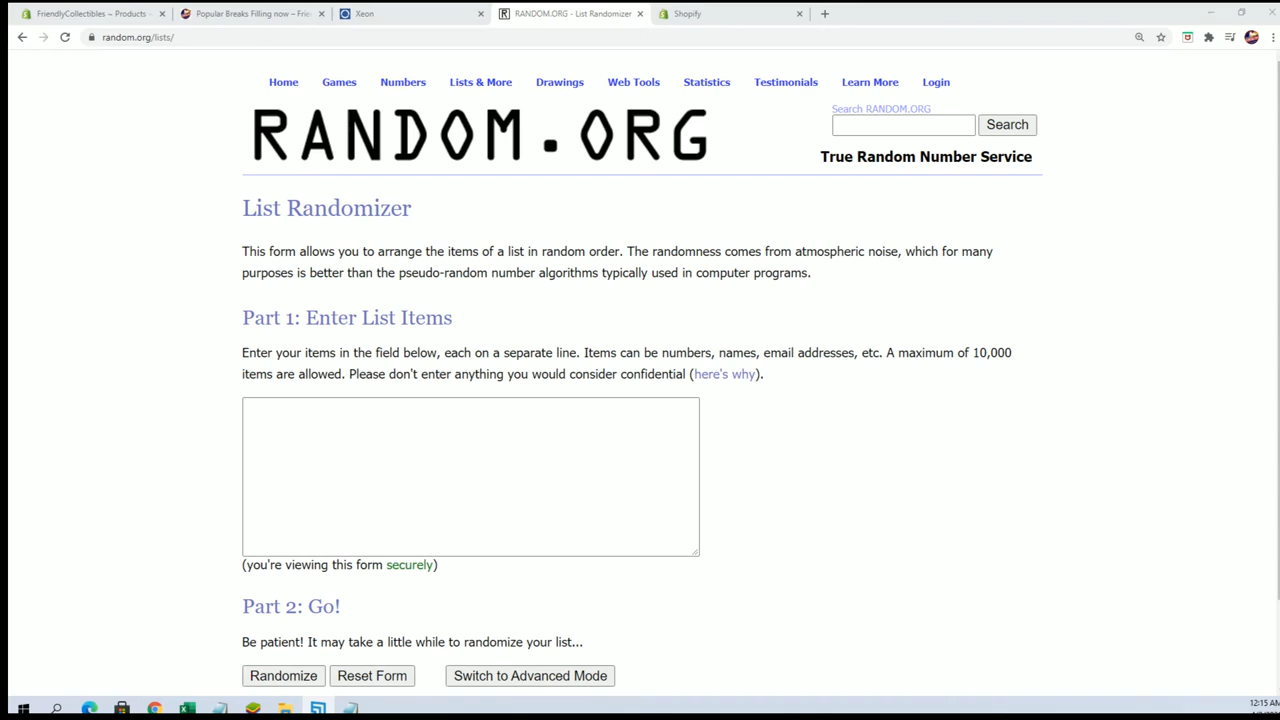 FriendlyCollectibles ~ Products ~
Popular Breaks Filling now – Frie
Xeon
RANDOM.ORG - List Randomizer
Shopify
random.org/lists/
Home Games Numbers Lists & More Drawings Web Tools Statistics Testimonials Learn More Login
RANDOM.ORG
Search RANDOM.ORG
Search
True Random Number Service
List Randomizer
This form allows you to arrange the items of a list in random order. The randomness comes from atmospheric noise, which for many
purposes is better than the pseudo-random number algorithms typically used in computer programs.
Part 1: Enter List Items
Enter your items in the field below, each on a separate line. Items can be numbers, names, email addresses, etc. A maximum of 10,000
items are allowed. Please don't enter anything you would consider confidential (here's why).
(you're viewing this form securely)
Part 2: Go!
Be patient! It may take a little while to randomize your list...
Randomize Reset Form Switch to Advanced Mode
12:15 AM